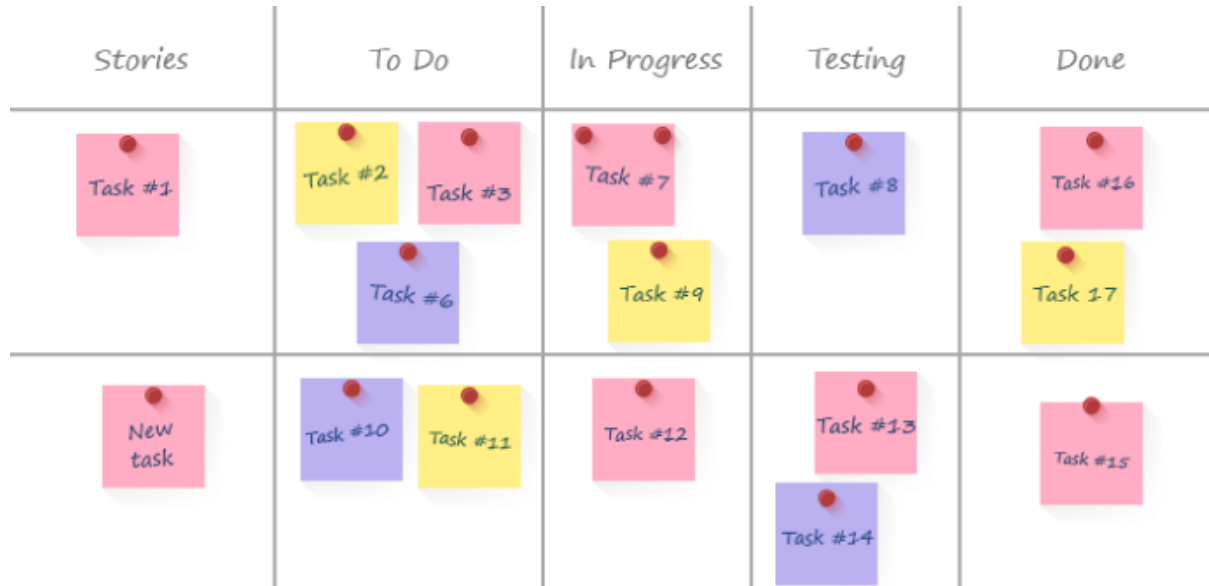 Stories
To Do
In Progress
Testing
Done
Task #1
Task #2
Task #3
Task #6
Task #7
Task #9
Task #8
Task #16
Task 17
New
task
Task #10
Task #11
Task #12
Task #13
Task #14
Task #15